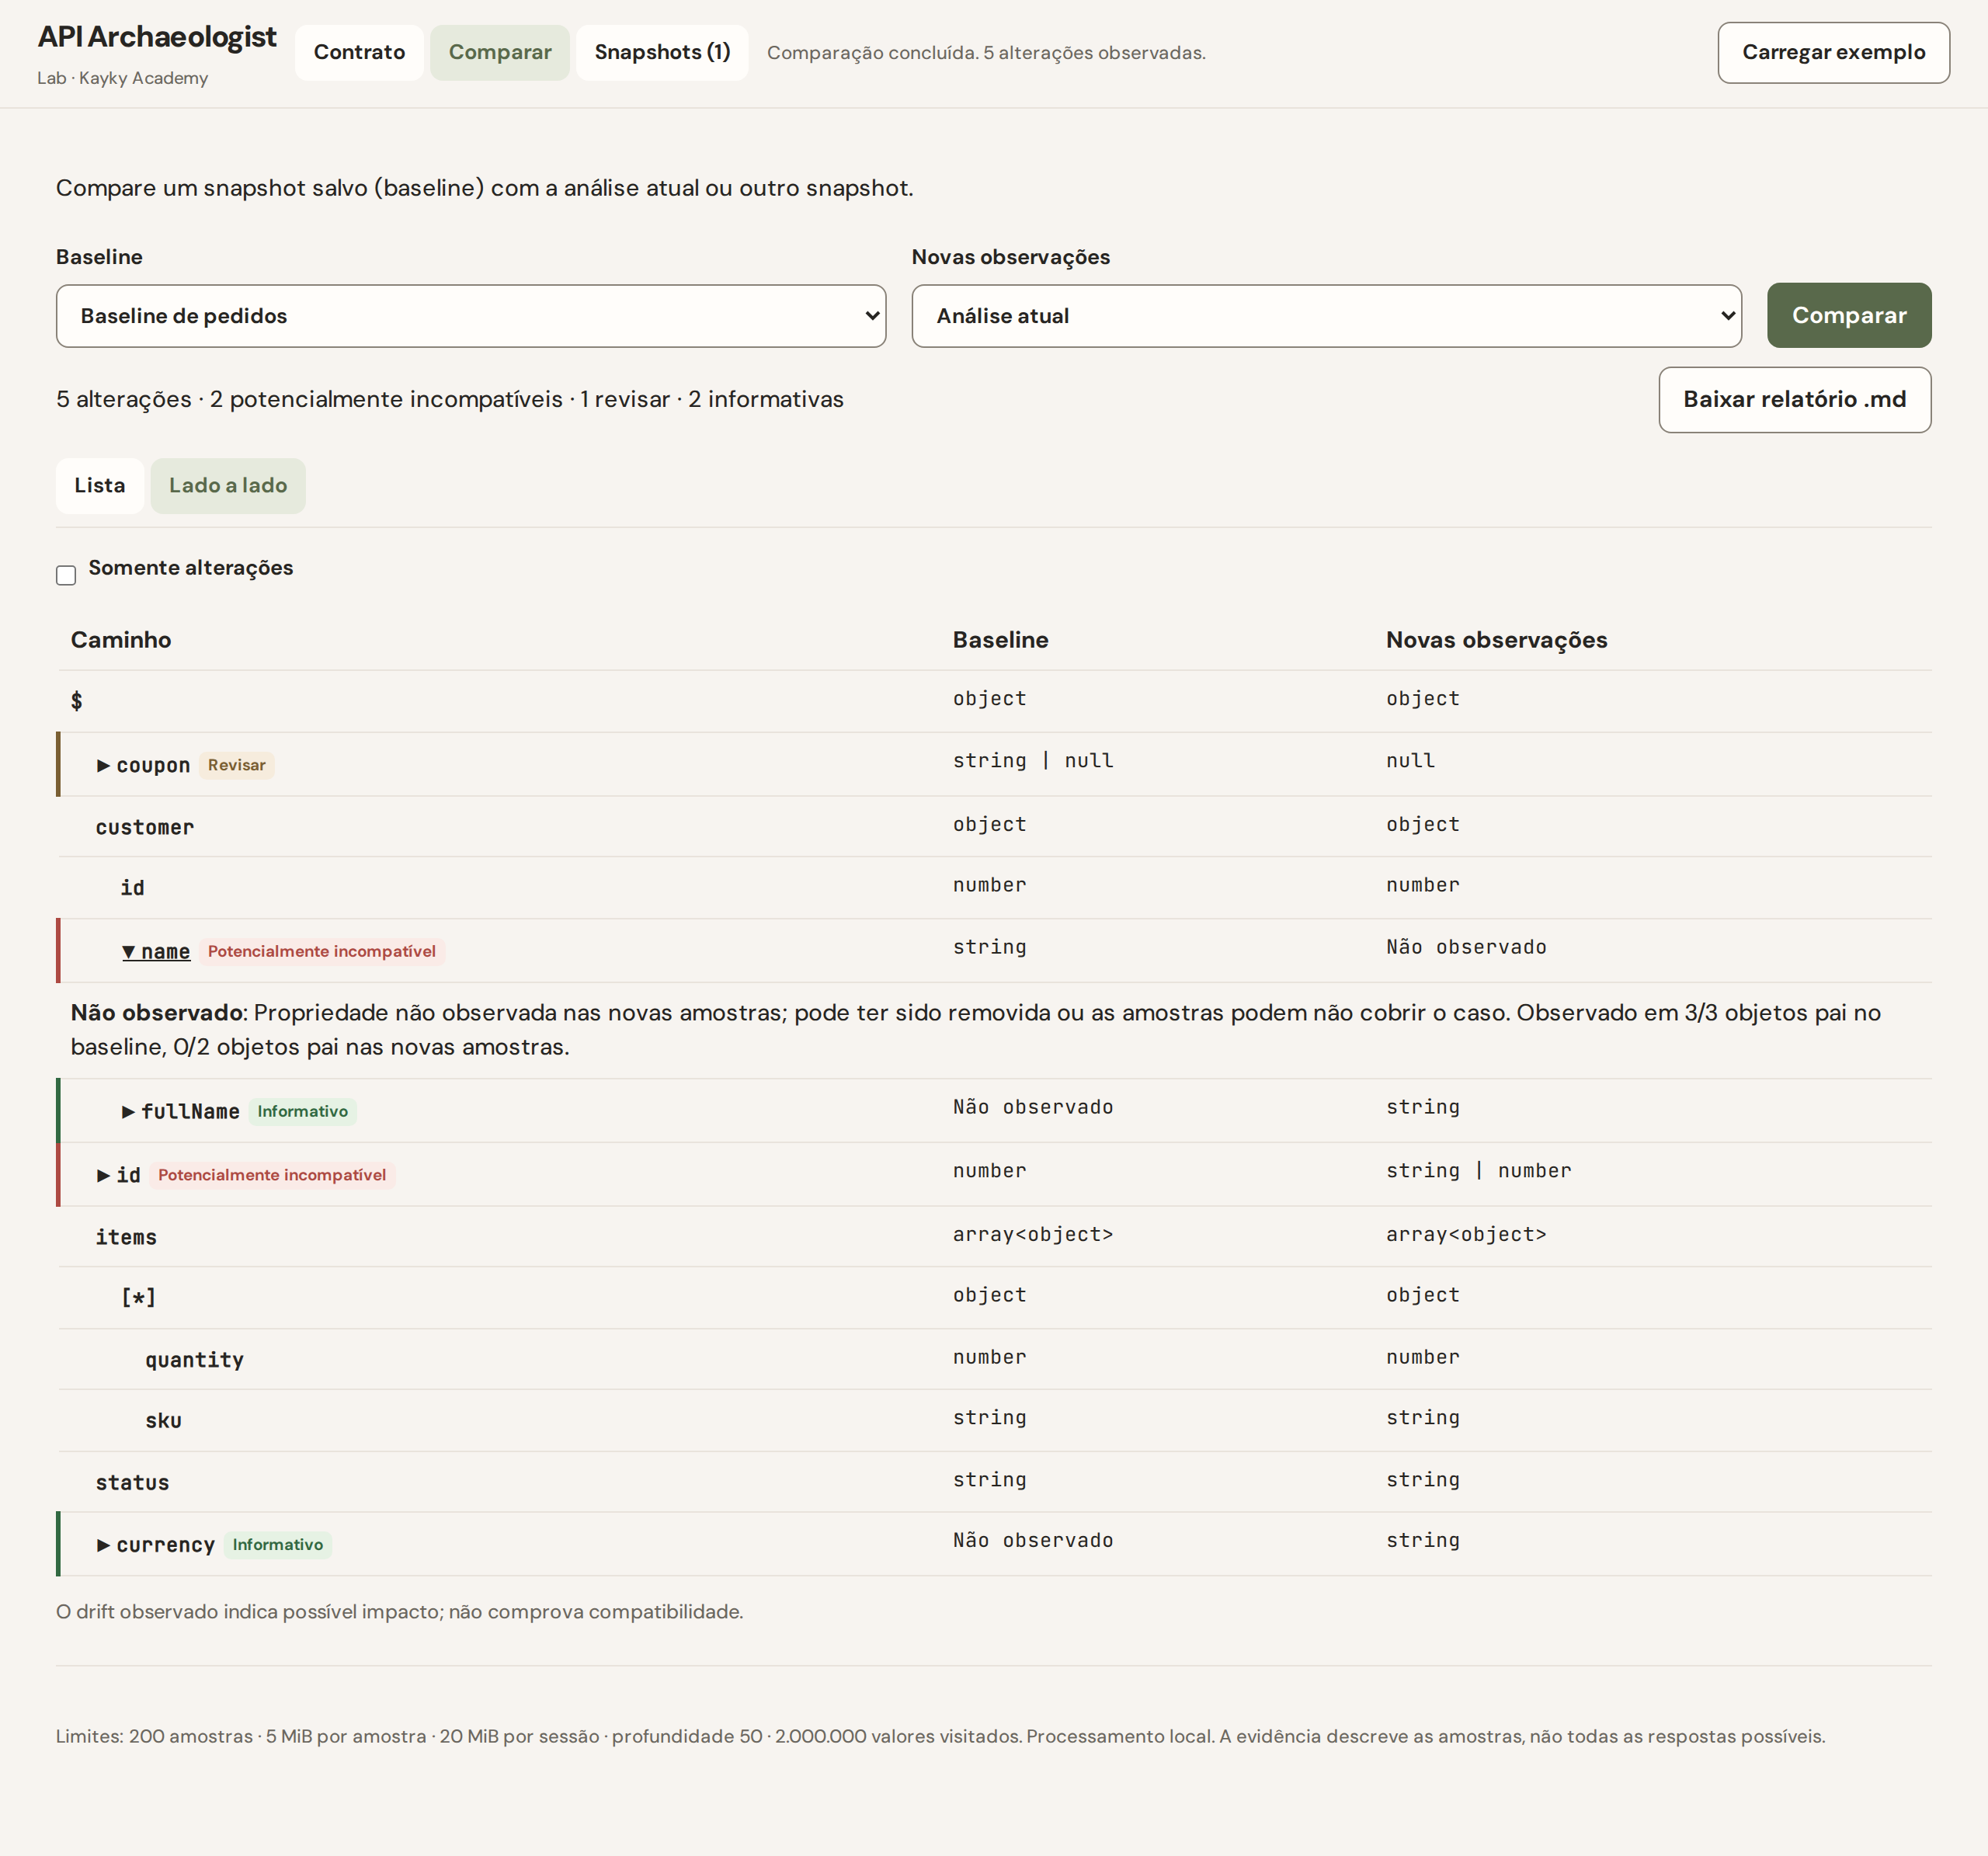 API Archaeologist
Lab · Kayky Academy
Contrato
Comparar
Snapshots (1)
Comparação concluída. 5 alterações observadas.
Carregar exemplo
Compare um snapshot salvo (baseline) com a análise atual ou outro snapshot.
Baseline
Novas observações
Baseline de pedidos
Análise atual
Comparar
5 alterações · 2 potencialmente incompatíveis · 1 revisar · 2 informativas
Baixar relatório .md
Lista
Lado a lado
Somente alterações
Caminho Baseline Novas observações
$ object object
▶ coupon Revisar string | null null
customer object object
id number number
▼ name Potencialmente incompatível string Não observado
Não observado: Propriedade não observada nas novas amostras; pode ter sido removida ou as amostras podem não cobrir o caso. Observado em 3/3 objetos pai no
baseline, 0/2 objetos pai nas novas amostras.
▶ fullName Informativo Não observado string
▶ id Potencialmente incompatível number string | number
items array<object> array<object>
[*] object object
quantity number number
sku string string
status string string
▶ currency Informativo Não observado string
O drift observado indica possível impacto; não comprova compatibilidade.
Limites: 200 amostras · 5 MiB por amostra · 20 MiB por sessão · profundidade 50 · 2.000.000 valores visitados. Processamento local. A evidência descreve as amostras, não todas as respostas possíveis.